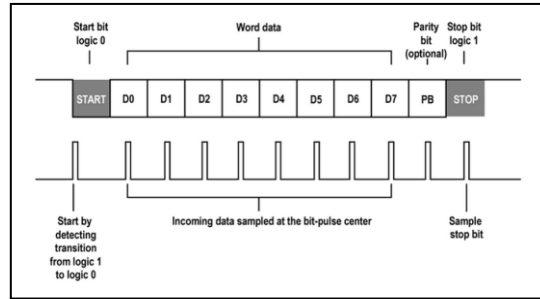 Start bit
logic 0
Word data
Parity
bit
(optional)
Stop bit
logic 1
START D0 D1 D2 D3 D4 D5 D6 D7 PB STOP
Start by
detecting
transition
from logic 1
to logic 0
Incoming data sampled at the bit-pulse center
Sample
stop bit